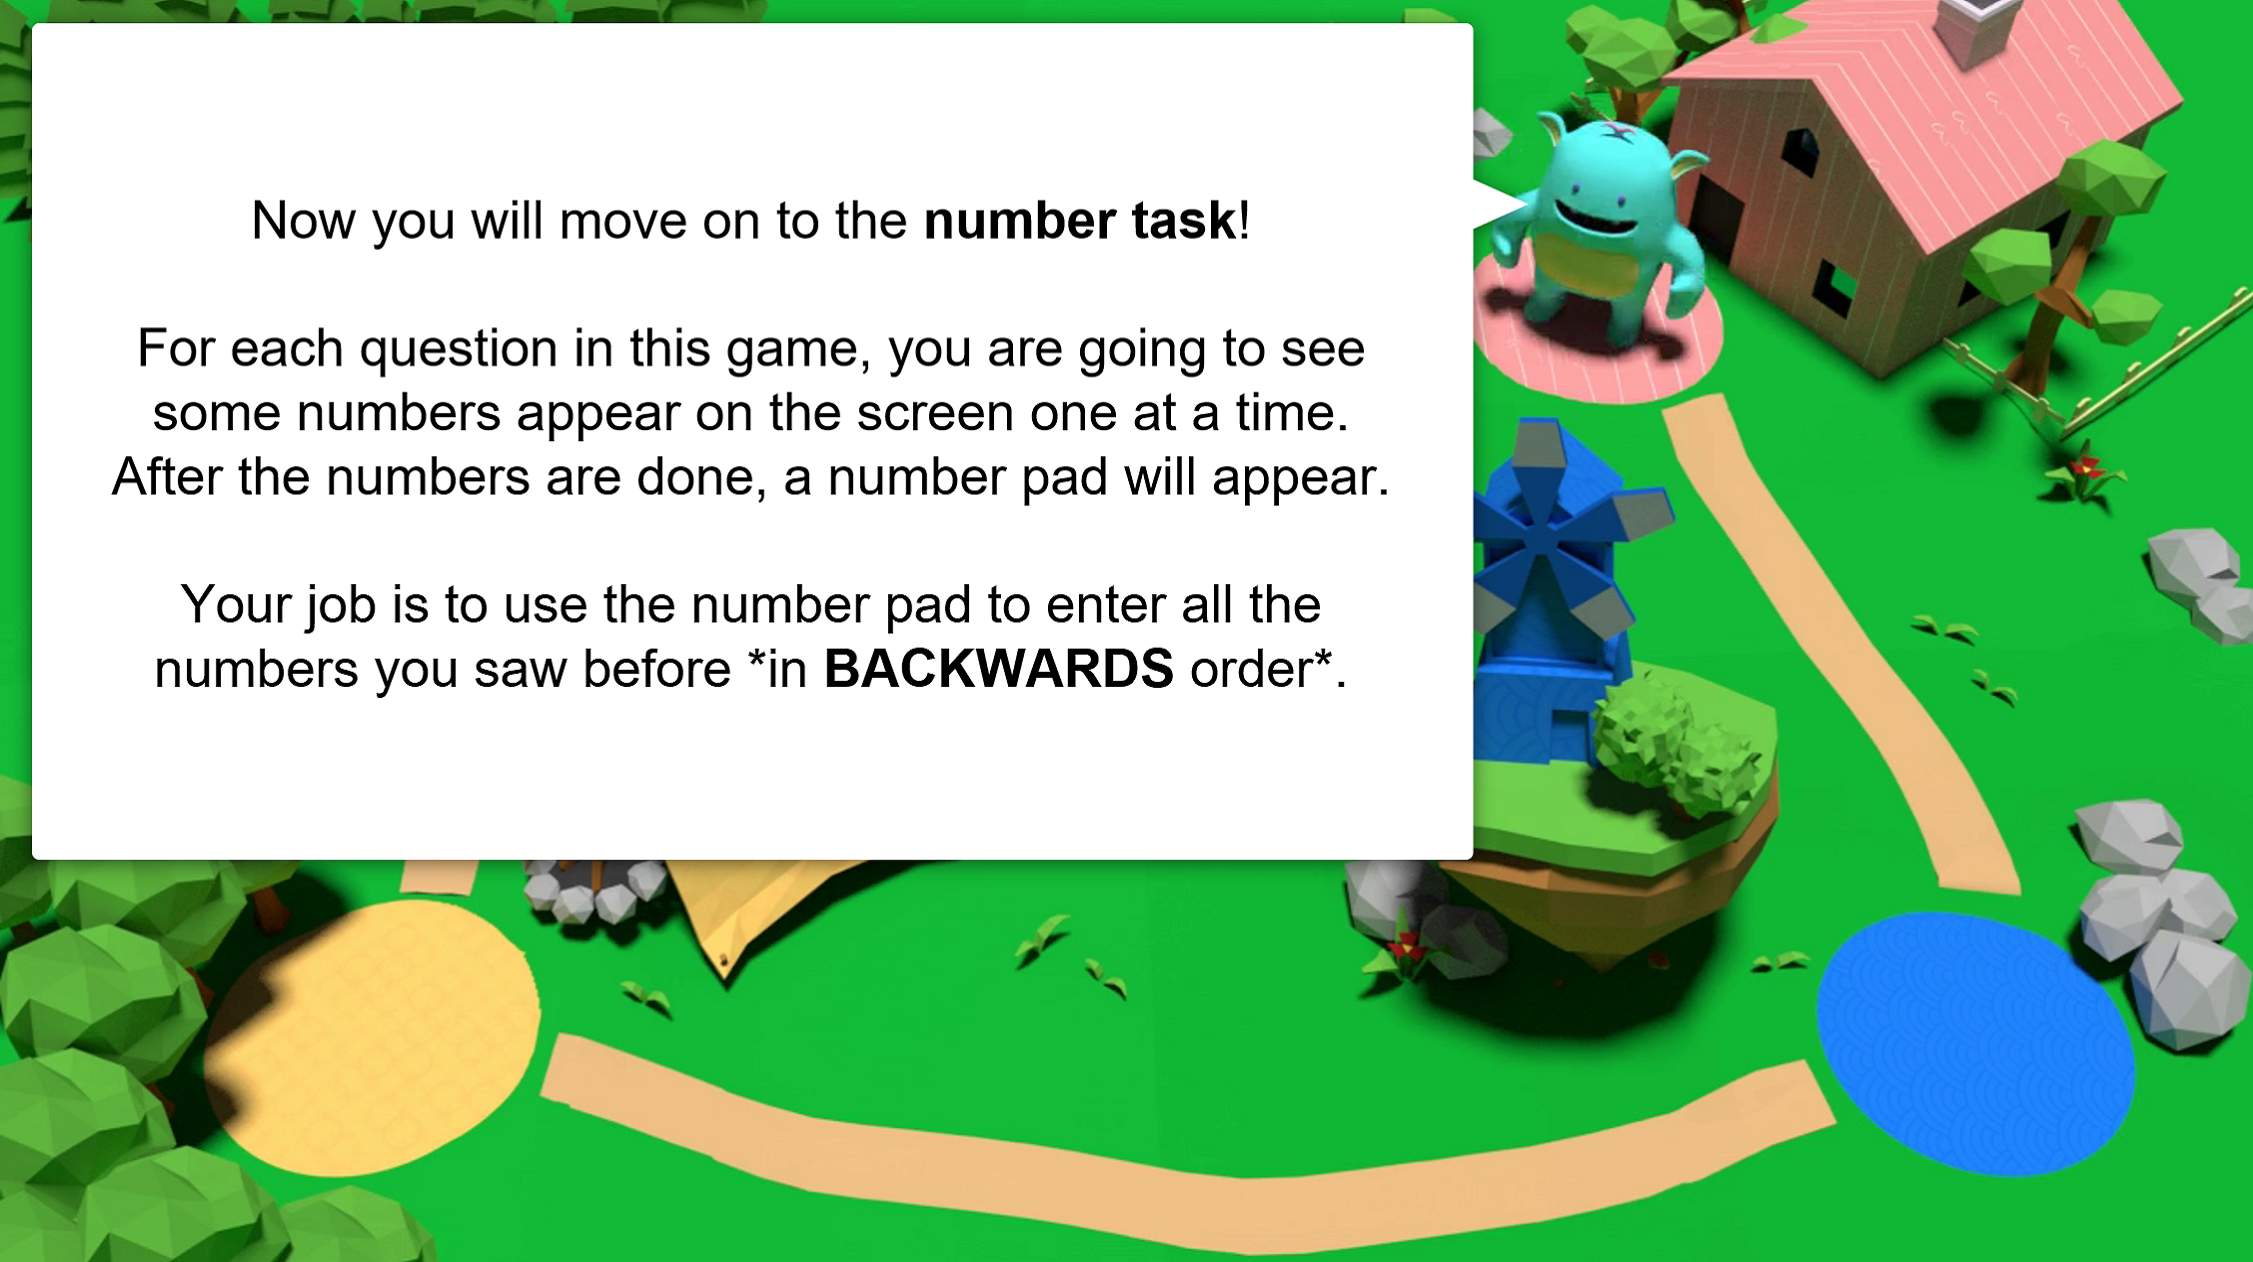 Now you will move on to the number task!
For each question in this game, you are going to see
some numbers appear on the screen one at a time.
After the numbers are done, a number pad will appear.
Your job is to use the number pad to enter all the
numbers you saw before *in BACKWARDS order*.